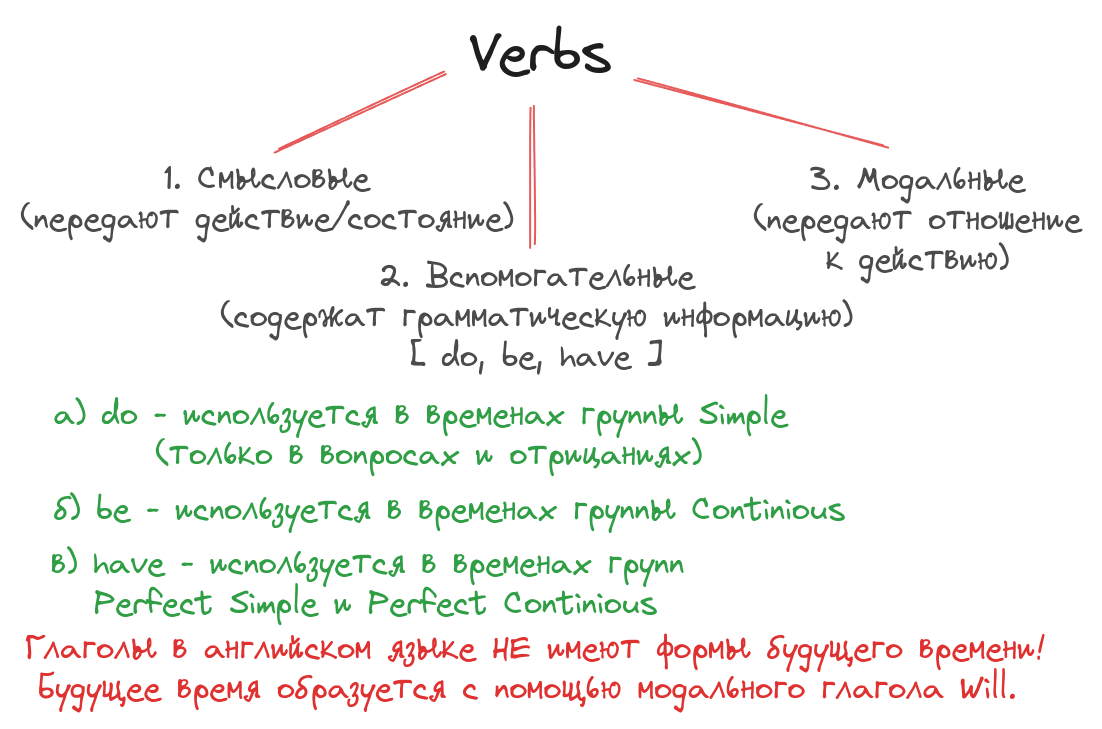 Verbs
1. Смысловые
(передают действие/состояние)
3. Модальные
(передают отношение
к действию)
2. Вспомогательные
(содержат грамматическую информацию)
[ do, be, have ]
а) do - используется в временах группы Simple
(только в вопросах и отрицаниях)
б) be - используется в временах группы Continious
в) have - используется в временах групп
Perfect Simple и Perfect Continious
Глаголы в английском языке НЕ имеют формы будущего времени!
Будущее время образуется с помощью модального глагола Will.